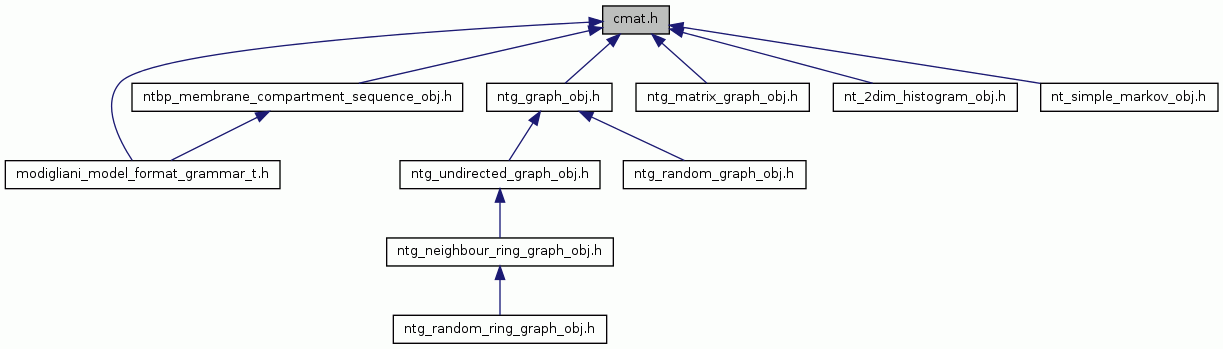 cmat.h
ntbp_membrane_compartment_sequence_obj.h
ntg_graph_obj.h
ntg_matrix_graph_obj.h
nt_2dim_histogram_obj.h
nt_simple_markov_obj.h
modigliani_model_format_grammar_t.h
ntg_undirected_graph_obj.h
ntg_random_graph_obj.h
ntg_neighbour_ring_graph_obj.h
ntg_random_ring_graph_obj.h